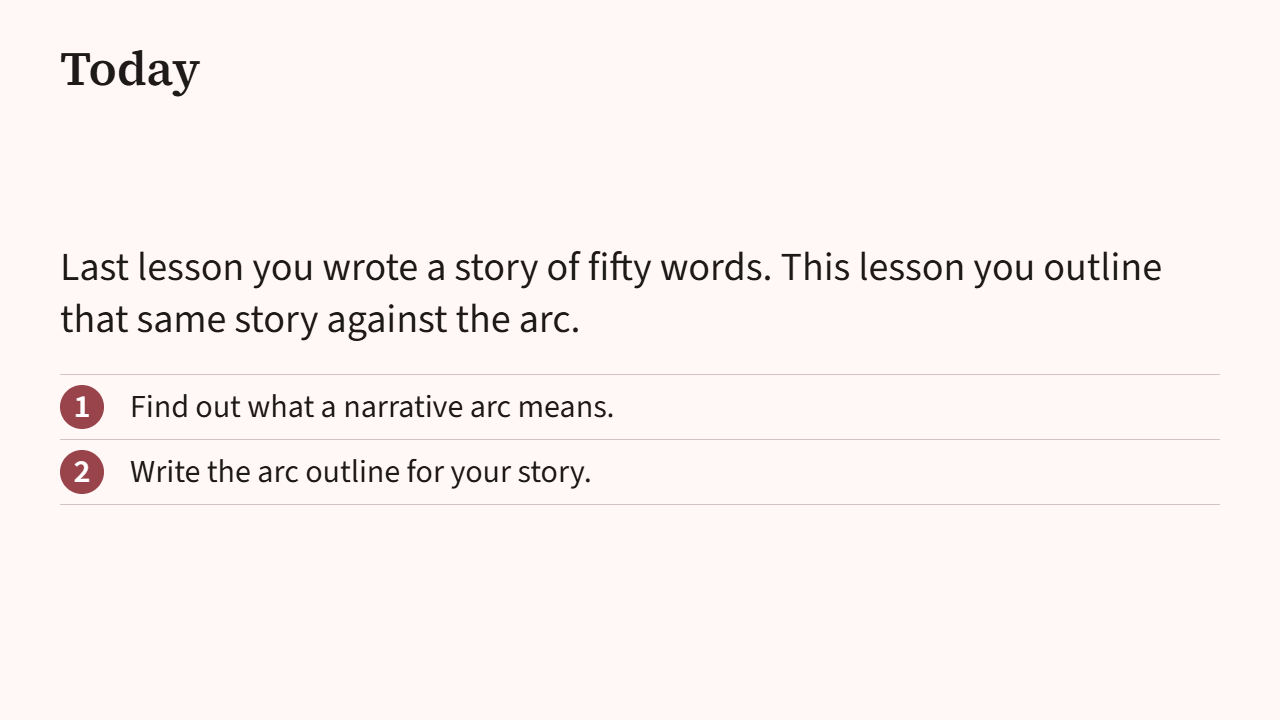 Today
Last lesson you wrote a story of fifty words. This lesson you outline
that same story against the arc.
1 Find out what a narrative arc means.
2 Write the arc outline for your story.